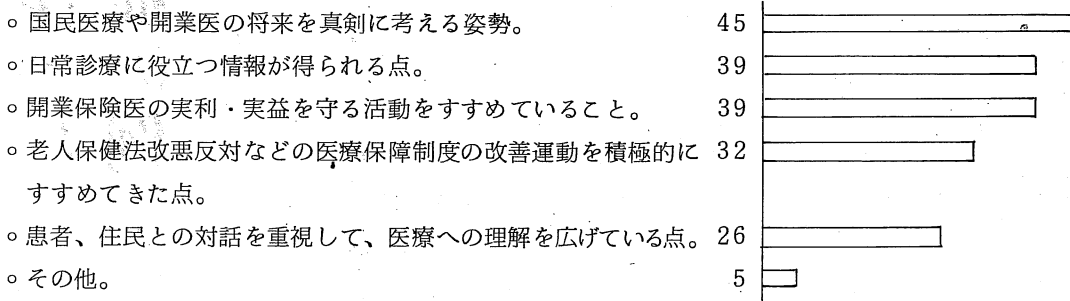 ○ 国民医療や開業医の将来を真剣に考える姿勢。 45
○ 日常診療に役立つ情報が得られる点。 39
○ 開業保険医の実利・実益を守る活動をすすめていること。 39
○ 老人保健法改悪反対などの医療保障制度の改善運動を積極的に 32
すすめてきた点。
○ 患者、住民との対話を重視して、医療への理解を広げている点。 26
○ その他。 5